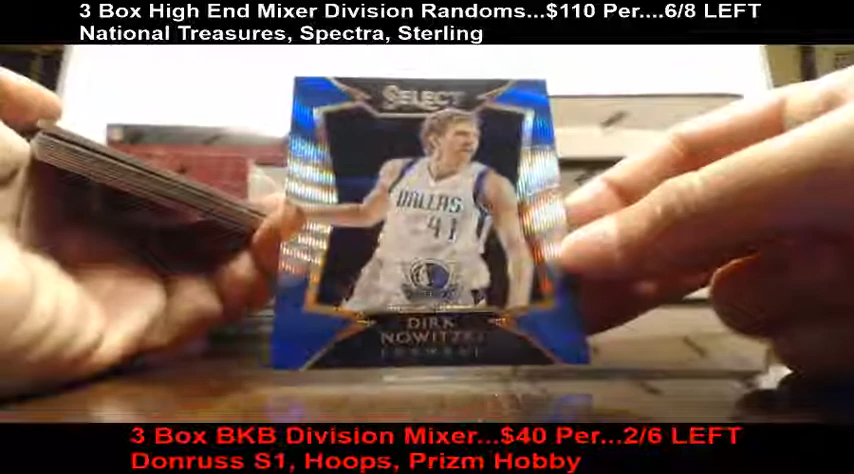 3 Box High End Mixer Division Randoms...$110 Per....6/8 LEFT
National Treasures, Spectra, Sterling
SELECT
DALLAS
41
DIRK
NOWITZKI
3 Box BKB Division Mixer...$40 Per...2/6 LEFT
Donruss S1, Hoops, Prizm Hobby